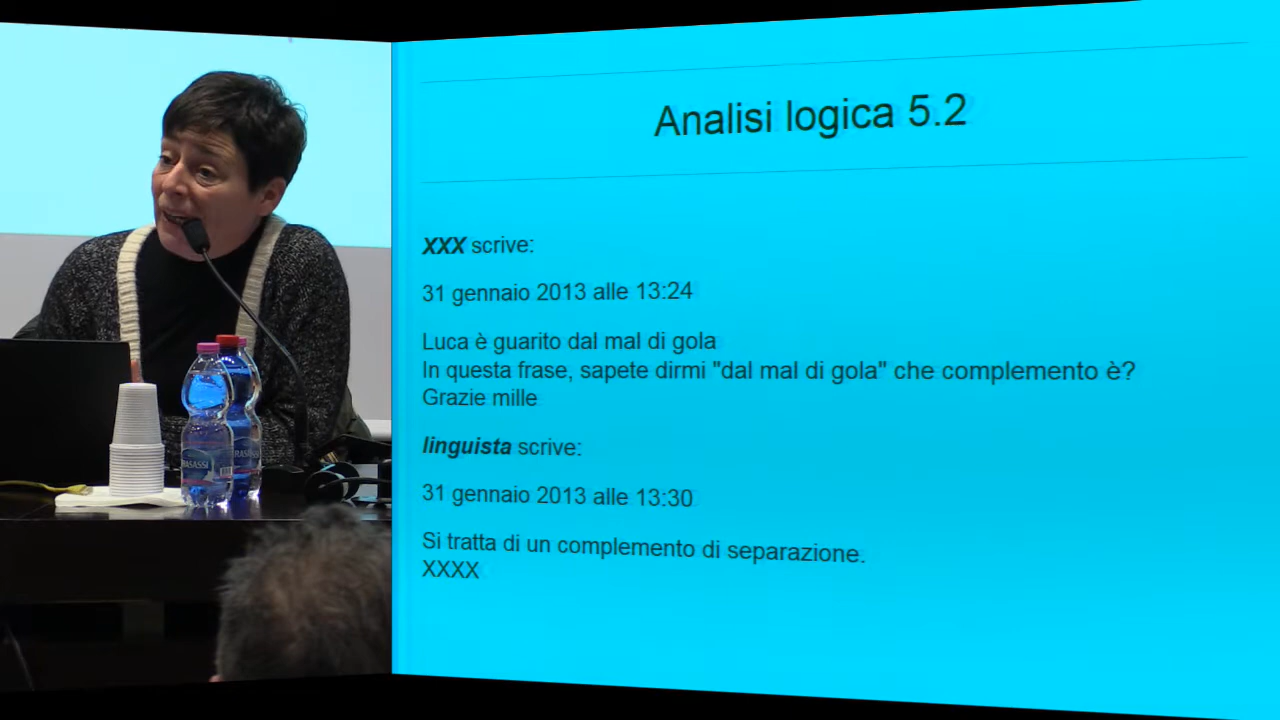 Analisi logica 5.2
XXX scrive:
31 gennaio 2013 alle 13:24
Luca è guarito dal mal di gola
In questa frase, sapete dirmi "dal mal di gola" che complemento è?
Grazie mille
linguista scrive:
31 gennaio 2013 alle 13:30
Si tratta di un complemento di separazione.
XXXX